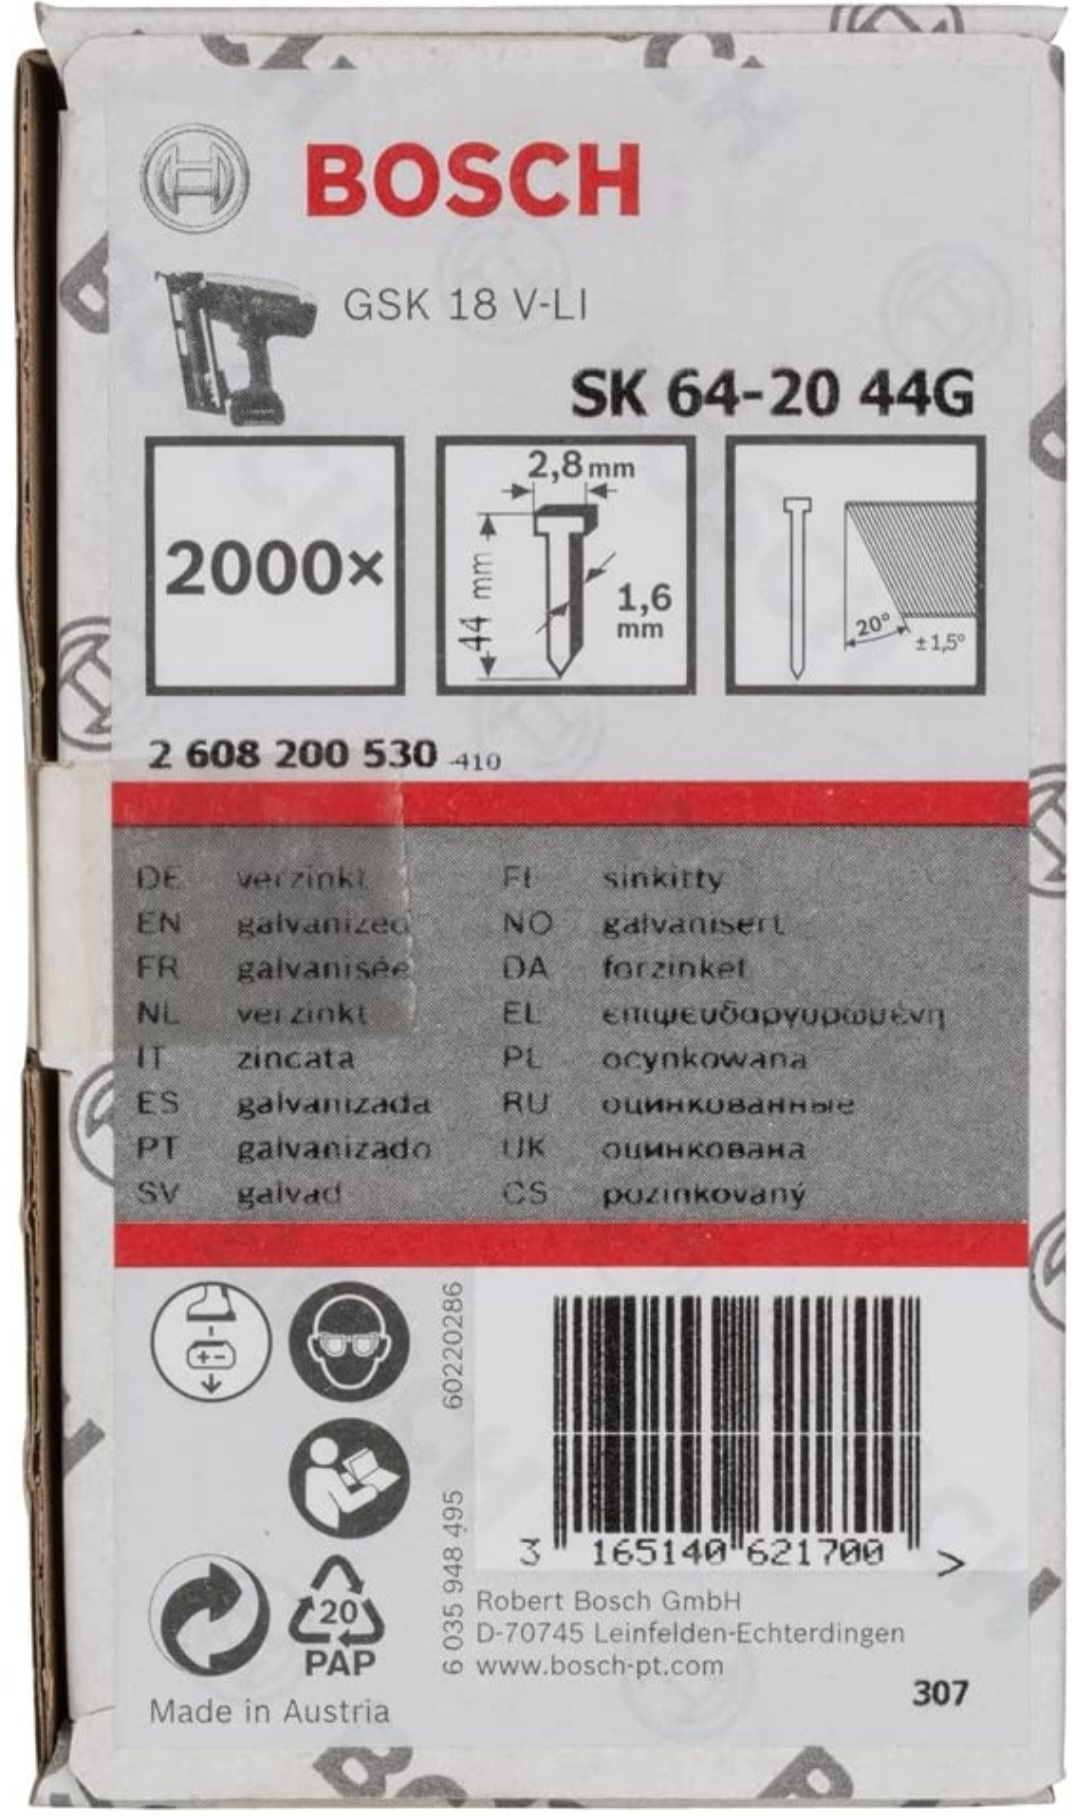 BOSCH
GSK 18 V-LI
SK 64-20 44G
2000×
2,8 mm
44 mm
1,6
mm
20°
±1,5°
2 608 200 530 -410
DE verzinkt FI sinkitty
EN galvanized NO galvanisert
FR galvanisée DA forzinket
NL verzinkt EL επιψευδαργυρωμένη
IT zincata PL ocynkowana
ES galvanizada RU оцинкованные
PT galvanizado UK оцинкована
SV galvad CS pozinkovaný
+ -
60220286
6 035 948 495
3 165140 621700 >
20
PAP
Robert Bosch GmbH
D-70745 Leinfelden-Echterdingen
www.bosch-pt.com
Made in Austria
307